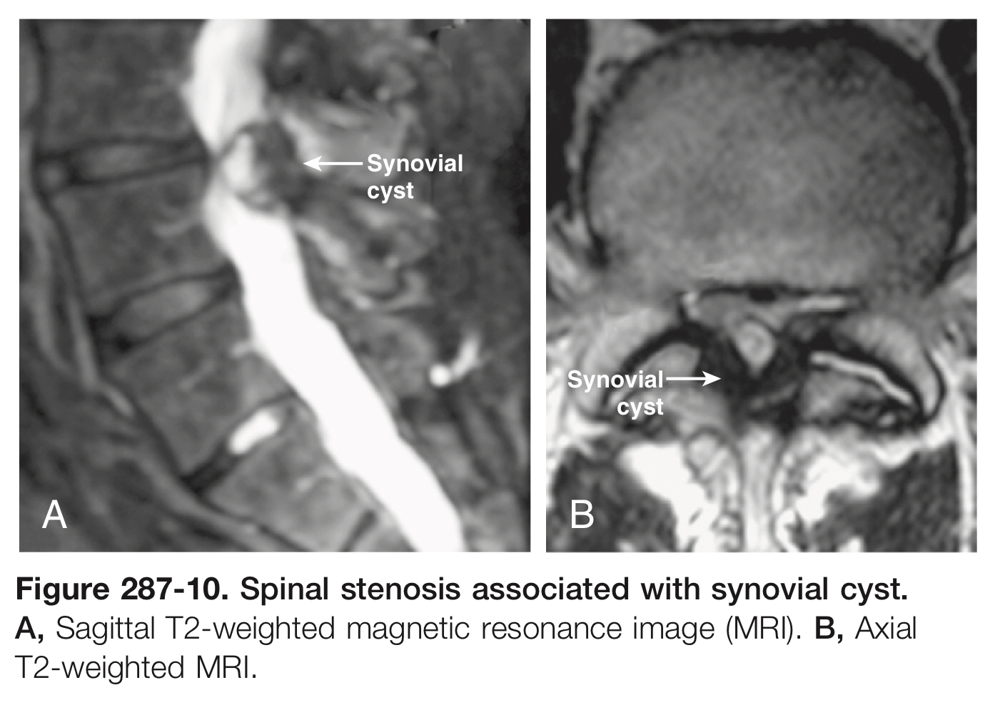 Synovial
cyst
A
Synovial
cyst
B
Figure 287-10. Spinal stenosis associated with synovial cyst.
A, Sagittal T2-weighted magnetic resonance image (MRI). B, Axial
T2-weighted MRI.